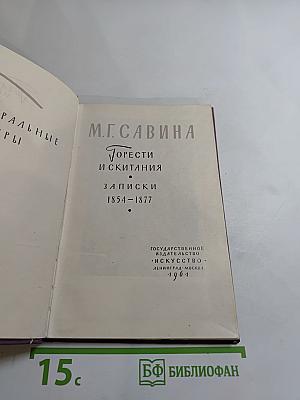 РАЛЬНЫЕ
РЫ
М.Г. САВИНА
ГОРЕСТИ
И СКИТАНИЯ
•
ЗАПИСКИ
1854–1877
•
ГОСУДАРСТВЕННОЕ
ИЗДАТЕЛЬСТВО
«ИСКУССТВО»
ЛЕНИНГРАД • МОСКВА
1961
15с
БФ БИБЛИОФАН